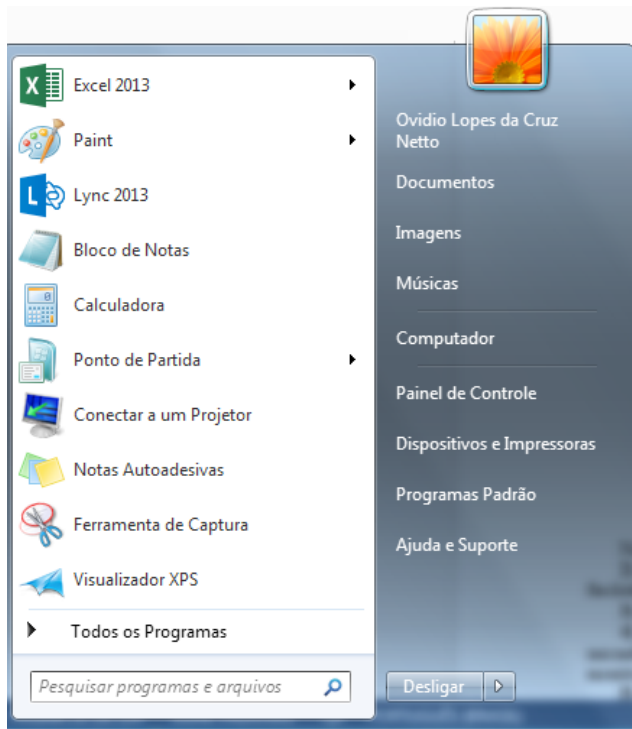 Excel 2013
Paint
Lync 2013
Bloco de Notas
Calculadora
Ponto de Partida
Conectar a um Projetor
Notas Autoadesivas
Ferramenta de Captura
Visualizador XPS
Todos os Programas
Pesquisar programas e arquivos
Ovidio Lopes da Cruz
Netto
Documentos
Imagens
Músicas
Computador
Painel de Controle
Dispositivos e Impressoras
Programas Padrão
Ajuda e Suporte
Desligar